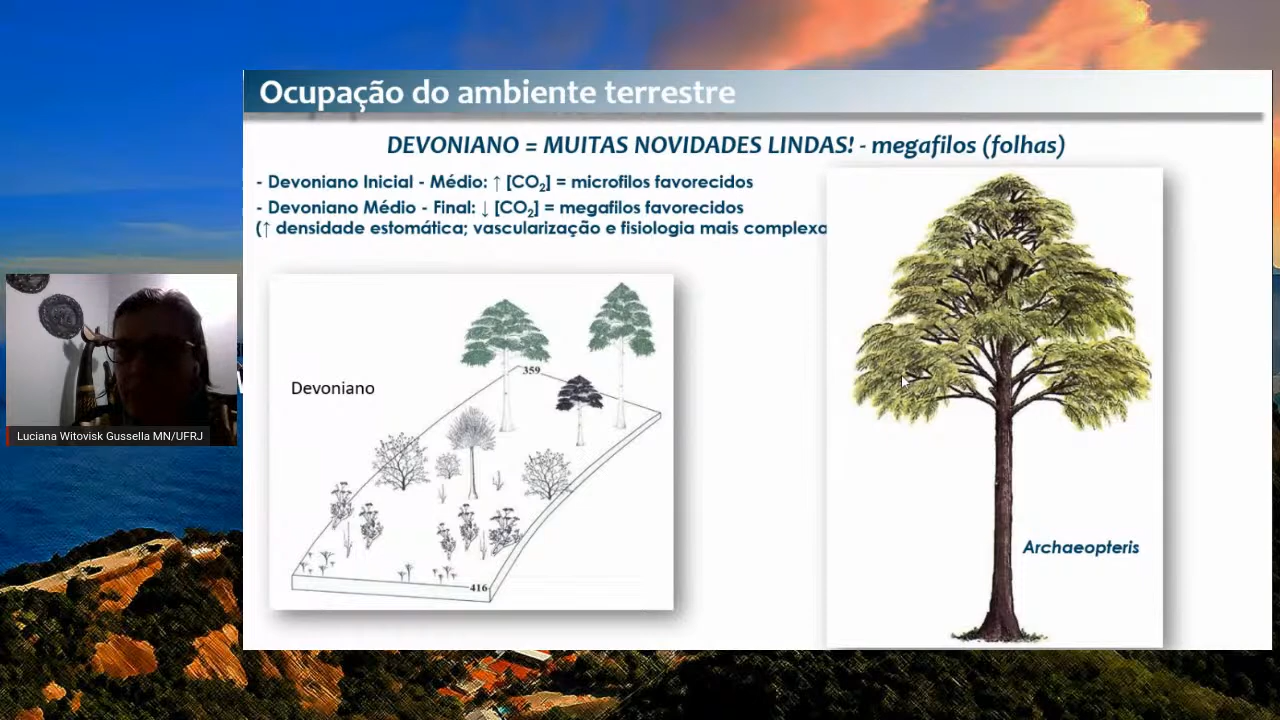 Ocupação do ambiente terrestre
DEVONIANO = MUITAS NOVIDADES LINDAS! - megafilos (folhas)
- Devoniano Inicial - Médio: ↑ [CO₂] = microfilos favorecidos
- Devoniano Médio - Final: ↓ [CO₂] = megafilos favorecidos
(↑ densidade estomática; vascularização e fisiologia mais complexa
359
Devoniano
416
Archaeopteris
Luciana Witovisk Gussella MN/UFRJ